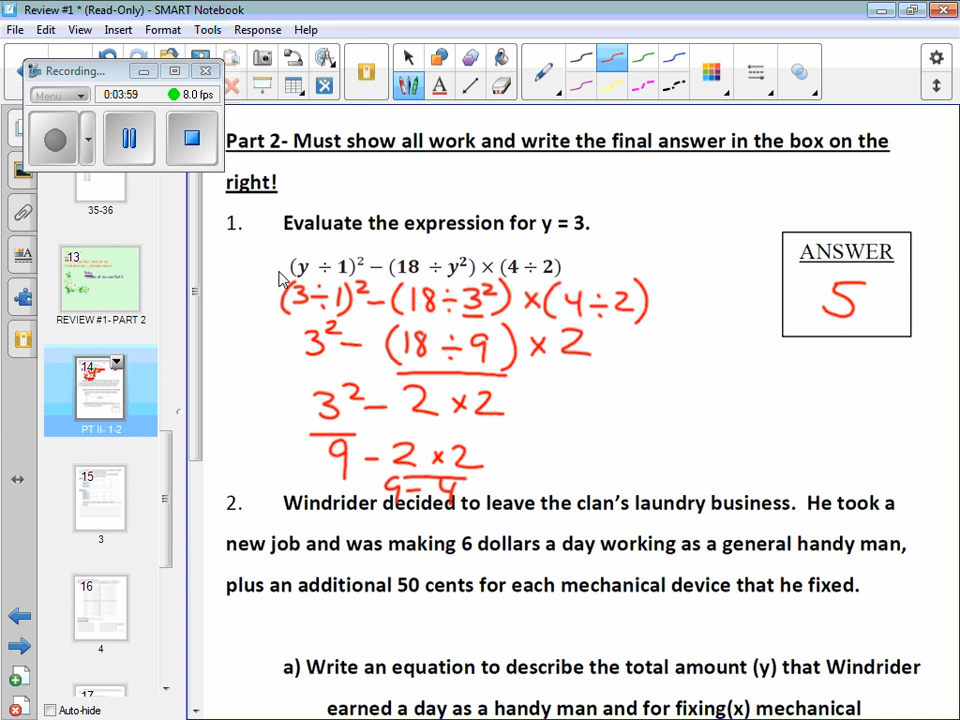 Review #1 * (Read-Only) - SMART Notebook
File Edit View Insert Format Tools Response Help
Recording...
Menu 0:03:59 8.0 fps
35-36
13
REVIEW #1- PART 2
14
PT II- 1-2
15
3
16
4
17
Auto-hide
Part 2- Must show all work and write the final answer in the box on the
right!
1. Evaluate the expression for y = 3.
(y ÷ 1)² − (18 ÷ y²) × (4 ÷ 2)
(3÷1)² − (18÷3²) × (4÷2)
3² − (18 ÷ 9) × 2
3² − 2 × 2
9 − 2 × 2
9 − 4
ANSWER
5
2. Windrider decided to leave the clan’s laundry business. He took a
new job and was making 6 dollars a day working as a general handy man,
plus an additional 50 cents for each mechanical device that he fixed.
a) Write an equation to describe the total amount (y) that Windrider
earned a day as a handy man and for fixing(x) mechanical